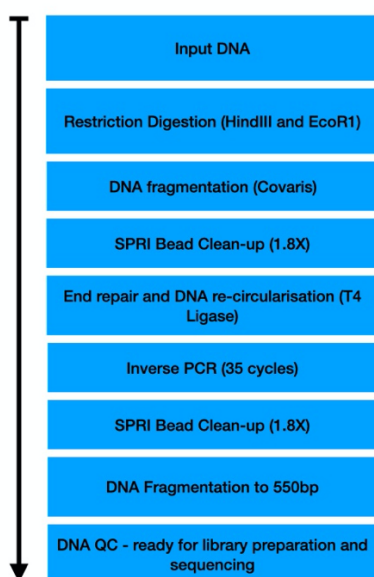 Input DNA
Restriction Digestion (HindIII and EcoR1)
DNA fragmentation (Covaris)
SPRI Bead Clean-up (1.8X)
End repair and DNA re-circularisation (T4
Ligase)
Inverse PCR (35 cycles)
SPRI Bead Clean-up (1.8X)
DNA Fragmentation to 550bp
DNA QC - ready for library preparation and
sequencing